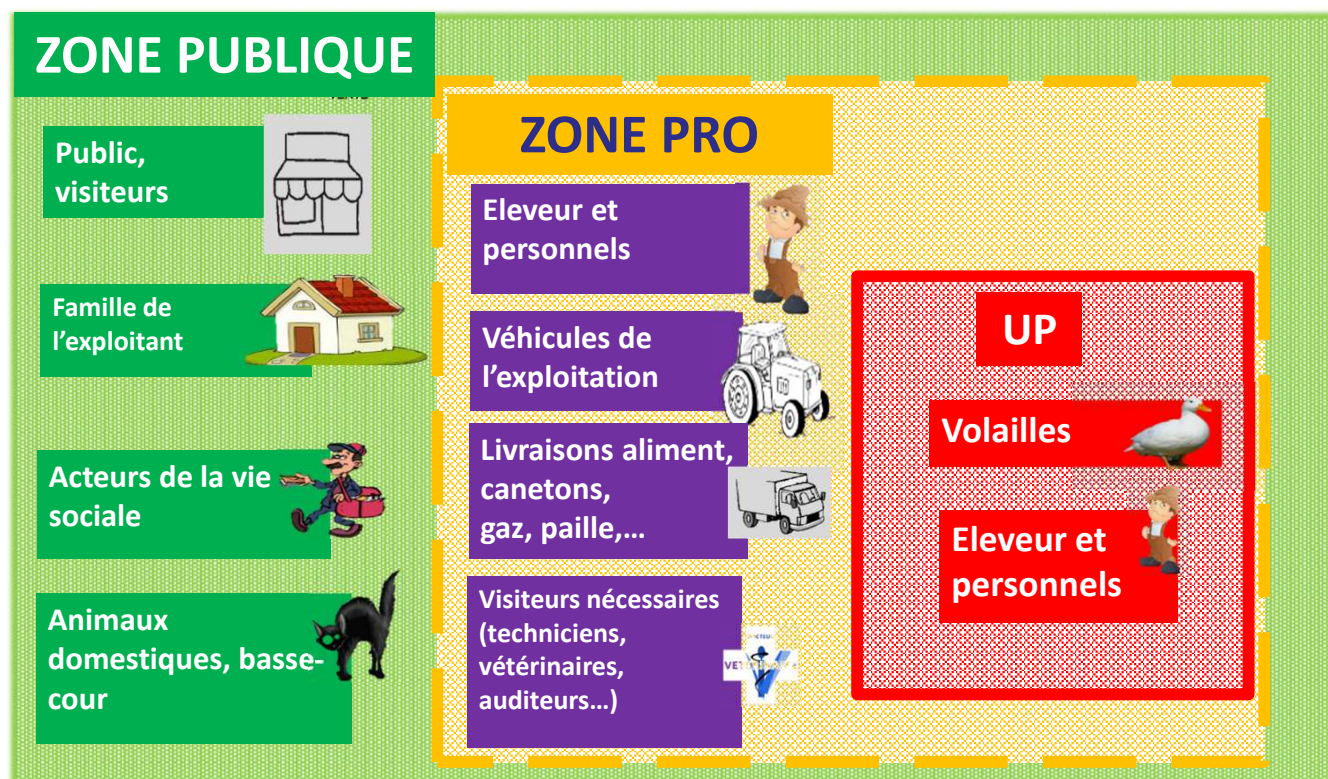 ZONE PUBLIQUE
Public,
visiteurs
Famille de
l’exploitant
Acteurs de la vie
sociale
Animaux
domestiques, basse-
cour
ZONE PRO
Eleveur et
personnels
Véhicules de
l’exploitation
Livraisons aliment,
canetons,
gaz, paille,…
Visiteurs nécessaires
(techniciens,
vétérinaires,
auditeurs…)
UP
Volailles
Eleveur et
personnels